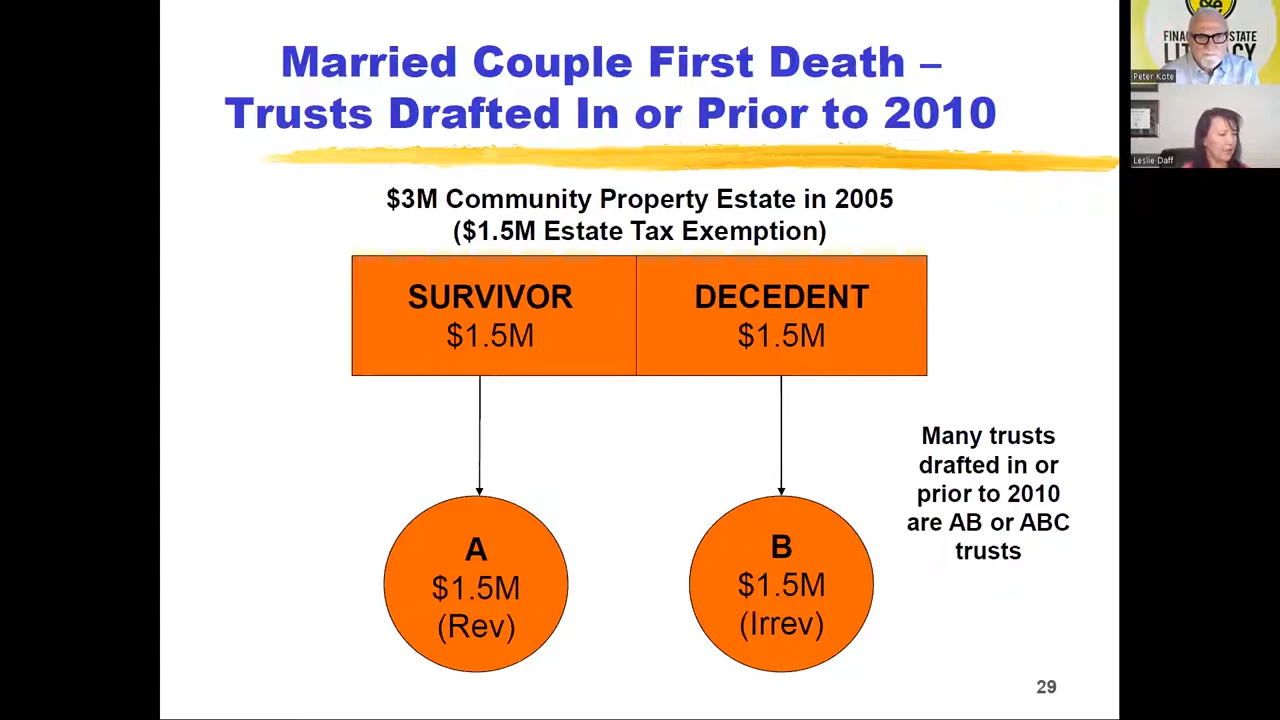 Married Couple First Death –
Trusts Drafted In or Prior to 2010
$3M Community Property Estate in 2005
($1.5M Estate Tax Exemption)
SURVIVOR
$1.5M
DECEDENT
$1.5M
A
$1.5M
(Rev)
B
$1.5M
(Irrev)
Many trusts
drafted in or
prior to 2010
are AB or ABC
trusts
29
Peter Kote
Leslie Daff